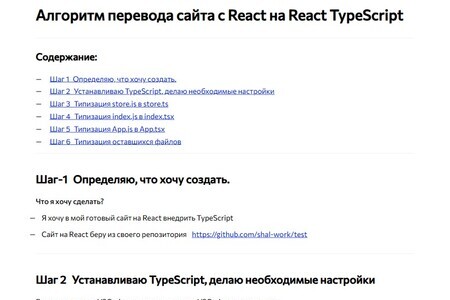 Алгоритм перевода сайта с React на React TypeScript
Содержание:
— Шаг 1 Определяю, что хочу создать.
— Шаг 2 Устанавливаю TypeScript, делаю необходимые настройки
— Шаг 3 Типизация store.js в store.ts
— Шаг 4 Типизация index.js в index.tsx
— Шаг 5 Типизация App.js в App.tsx
— Шаг 6 Типизация оставшихся файлов
Шаг-1 Определяю, что хочу создать.
Что я хочу сделать?
— Я хочу в мой готовый сайт на React внедрить TypeScript
— Сайт на React беру из своего репозитория https://github.com/shal-work/test
Шаг 2 Устанавливаю TypeScript, делаю необходимые настройки